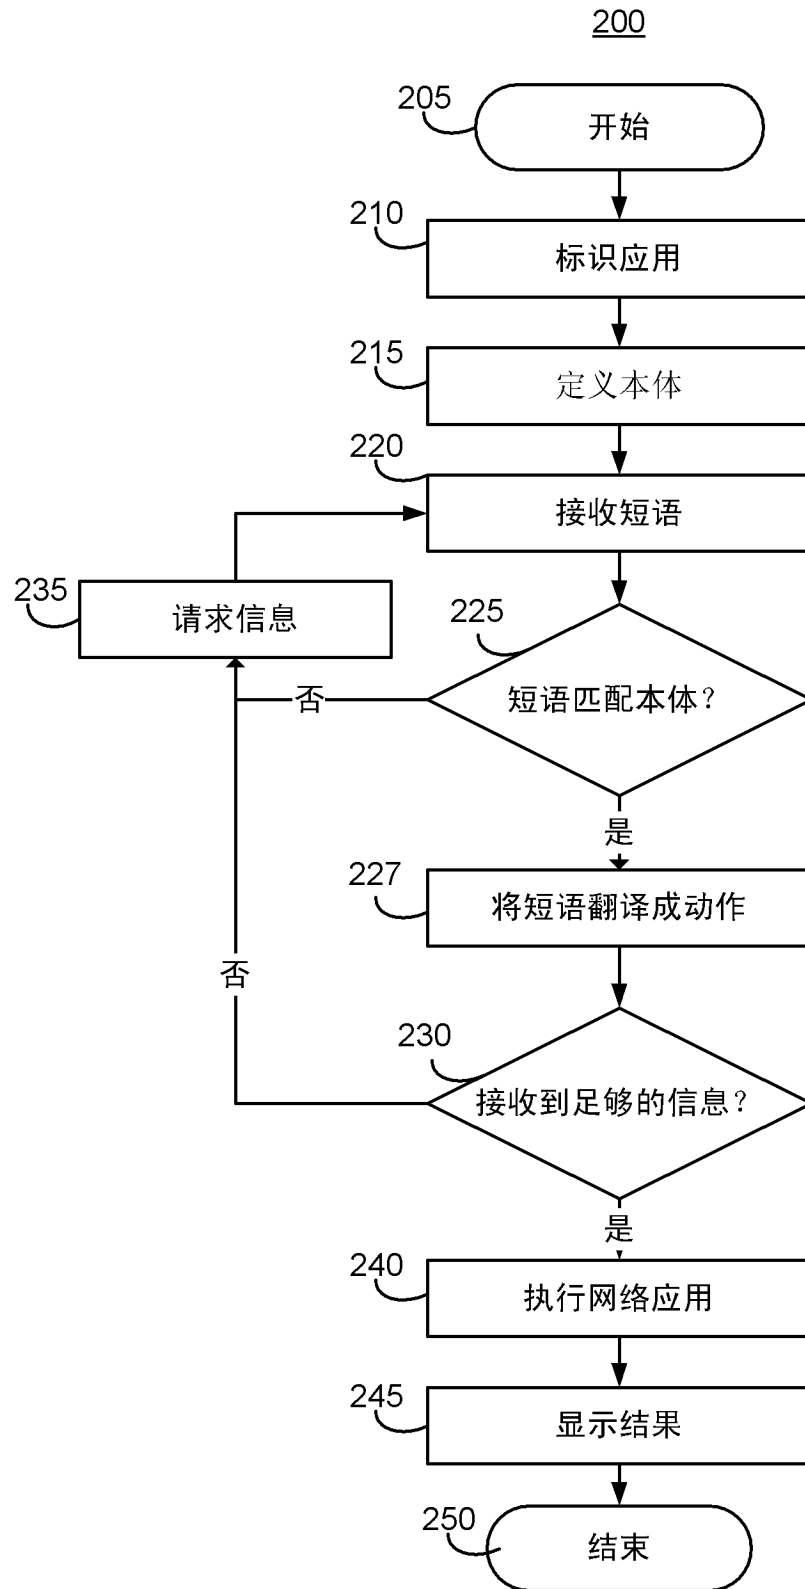 200
205
开始
210
标识应用
215
定义本体
220
接收短语
235
请求信息
225
短语匹配本体？
否
是
227
将短语翻译成动作
否
230
接收到足够的信息？
是
240
执行网络应用
245
显示结果
250
结束